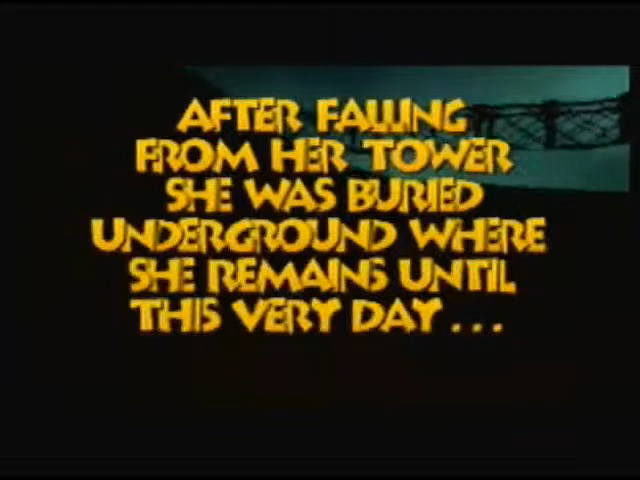 AFTER FALLING
FROM HER TOWER
SHE WAS BURIED
UNDERGROUND WHERE
SHE REMAINS UNTIL
THIS VERY DAY...